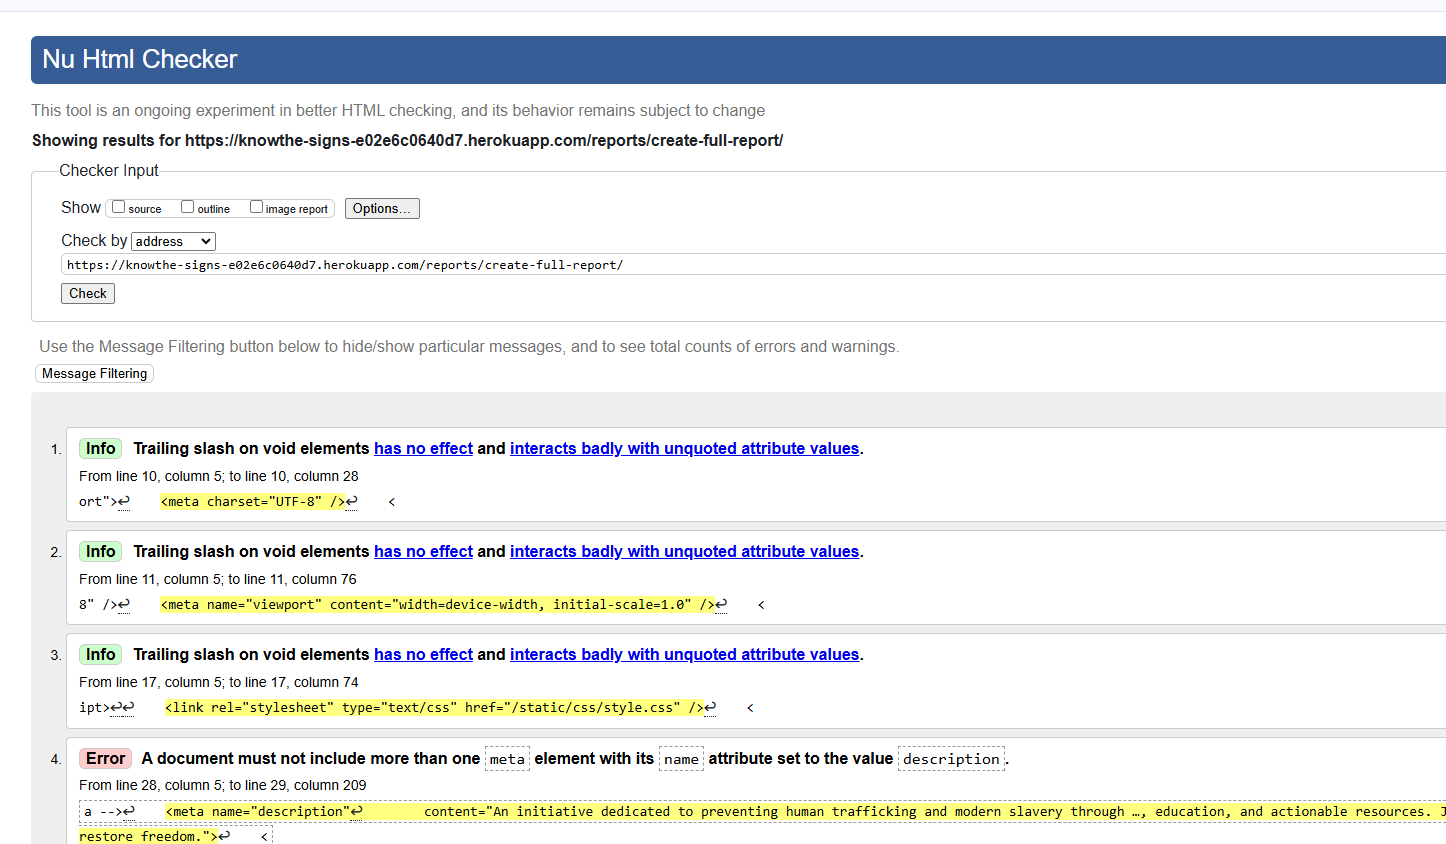 Nu Html Checker
This tool is an ongoing experiment in better HTML checking, and its behavior remains subject to change
Showing results for https://knowthe-signs-e02e6c0640d7.herokuapp.com/reports/create-full-report/
Checker Input
Show source outline image report Options...
Check by address
https://knowthe-signs-e02e6c0640d7.herokuapp.com/reports/create-full-report/
Check
Use the Message Filtering button below to hide/show particular messages, and to see total counts of errors and warnings.
Message Filtering
1. Info Trailing slash on void elements has no effect and interacts badly with unquoted attribute values.
From line 10, column 5; to line 10, column 28
ort">↩ <meta charset="UTF-8" />↩ <
2. Info Trailing slash on void elements has no effect and interacts badly with unquoted attribute values.
From line 11, column 5; to line 11, column 76
8" />↩ <meta name="viewport" content="width=device-width, initial-scale=1.0" />↩ <
3. Info Trailing slash on void elements has no effect and interacts badly with unquoted attribute values.
From line 17, column 5; to line 17, column 74
ipt>↩↩ <link rel="stylesheet" type="text/css" href="/static/css/style.css" />↩ <
4. Error A document must not include more than one meta element with its name attribute set to the value description.
From line 28, column 5; to line 29, column 209
a -->↩ <meta name="description"↩ content="An initiative dedicated to preventing human trafficking and modern slavery through …, education, and actionable resources.
restore freedom.">↩ <